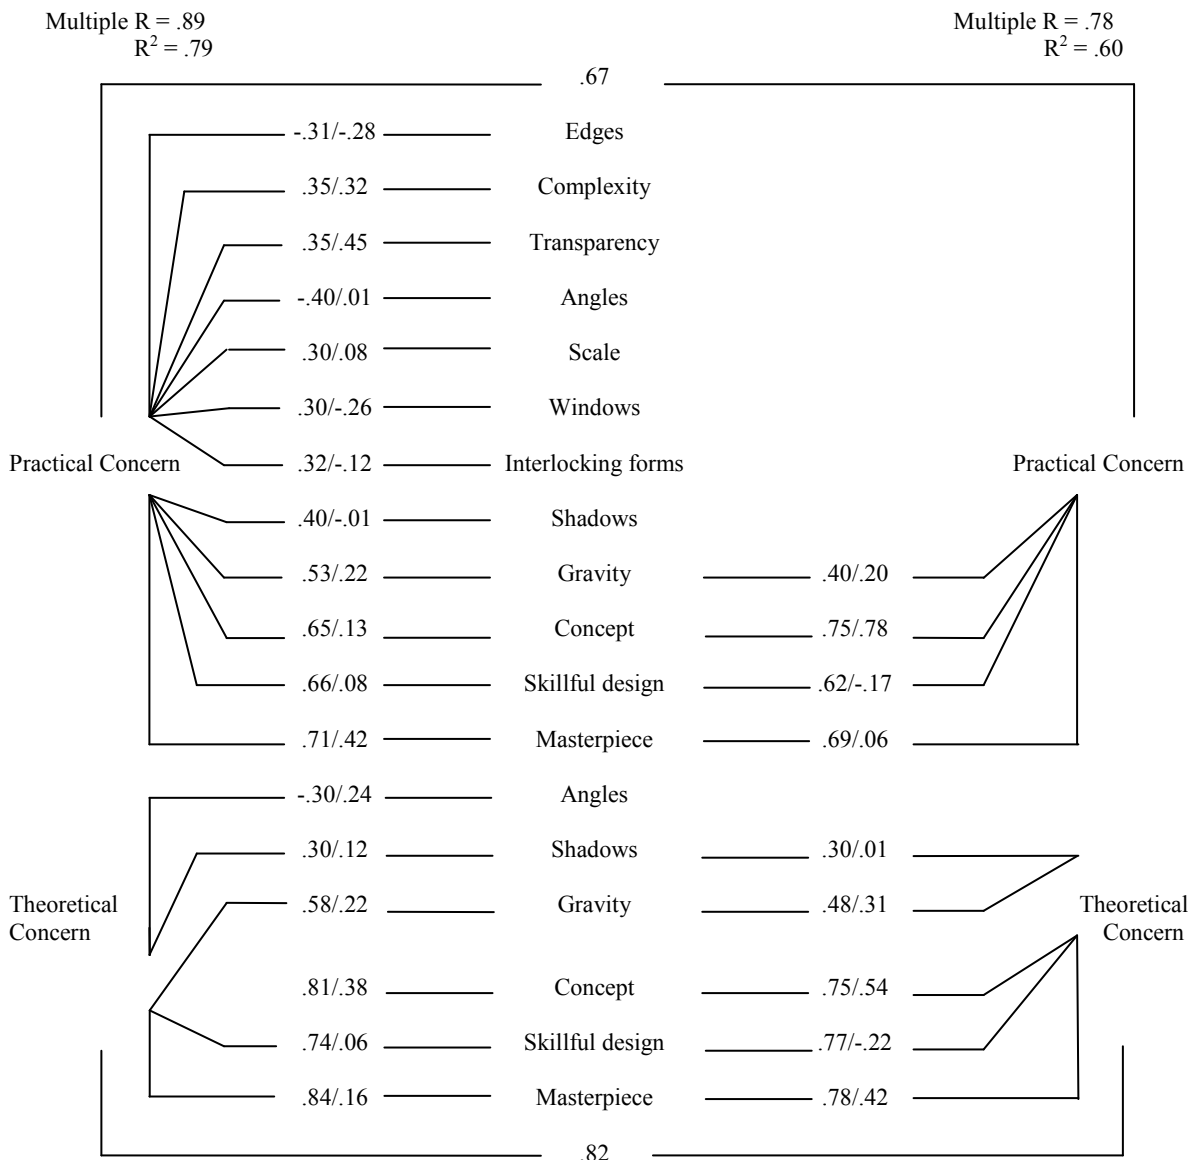 Multiple R = .89 Multiple R = .78
R² = .79 R² = .60
.67
-.31/-.28 Edges
.35/.32 Complexity
.35/.45 Transparency
-.40/.01 Angles
.30/.08 Scale
.30/-.26 Windows
Practical Concern .32/-.12 Interlocking forms Practical Concern
.40/-.01 Shadows
.53/.22 Gravity .40/.20
.65/.13 Concept .75/.78
.66/.08 Skillful design .62/-.17
.71/.42 Masterpiece .69/.06
-.30/.24 Angles
.30/.12 Shadows .30/.01
Theoretical .58/.22 Gravity .48/.31 Theoretical
Concern Concern
.81/.38 Concept .75/.54
.74/.06 Skillful design .77/-.22
.84/.16 Masterpiece .78/.42
.82